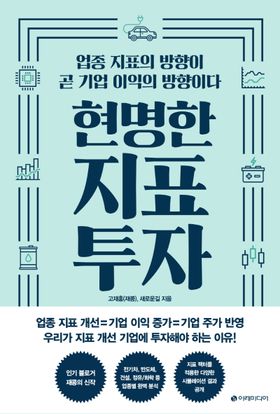 업종 지표의 방향이
곧 기업 이익의 방향이다
현명한
지표
투자
고재홍(재콩), 새로운길 지음
업종 지표 개선=기업 이익 증가=기업 주가 반영
우리가 지표 개선 기업에 투자해야 하는 이유!
인기 블로거
재콩의 신작
전기차, 반도체,
건설, 정유/화학 등
업종별 완벽 분석
지표 팩터를
적용한 다양한
시뮬레이션 결과
공개
이레미디어